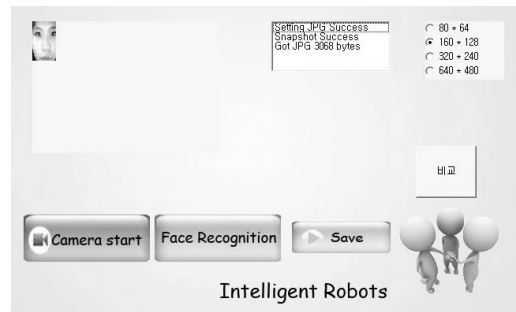 Setting JPG Success
Snapshot Success
Got JPG 3068 bytes
80 * 64
160 * 128
320 * 240
640 * 480
비교
Camera start
Face Recognition
Save
Intelligent Robots